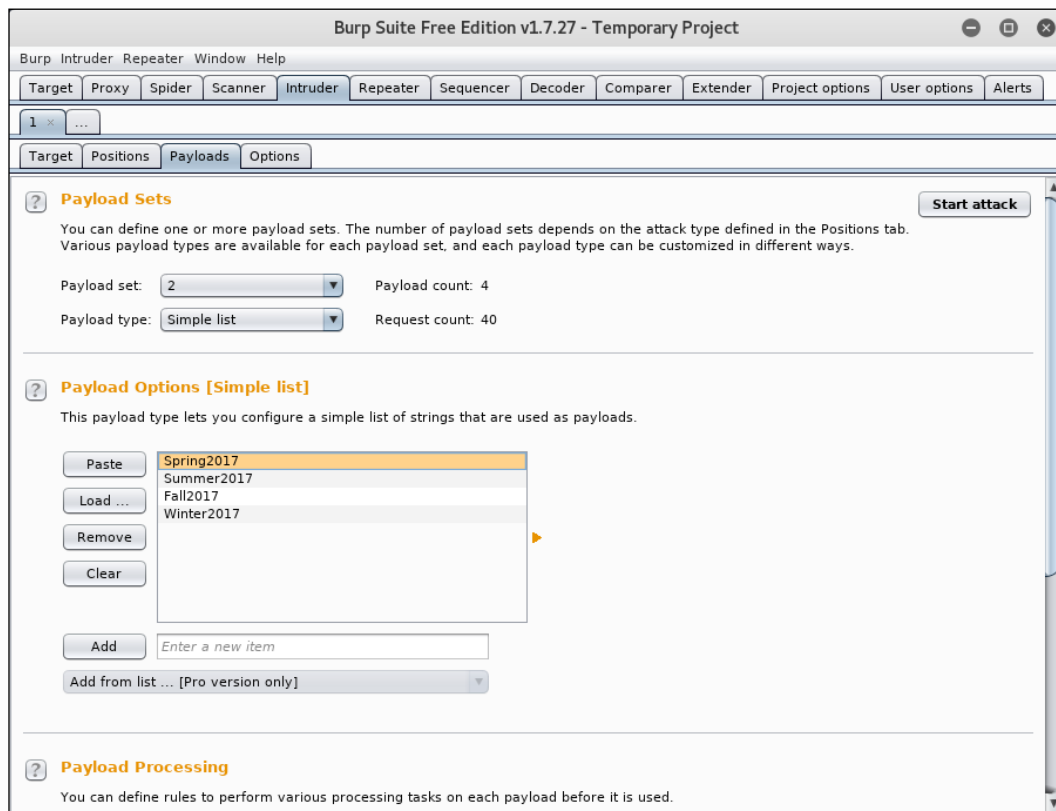 Burp Suite Free Edition v1.7.27 - Temporary Project
Burp Intruder Repeater Window Help
Target Proxy Spider Scanner Intruder Repeater Sequencer Decoder Comparer Extender Project options User options Alerts
1 × ...
Target Positions Payloads Options
? Payload Sets
Start attack
You can define one or more payload sets. The number of payload sets depends on the attack type defined in the Positions tab.
Various payload types are available for each payload set, and each payload type can be customized in different ways.
Payload set: 2 Payload count: 4
Payload type: Simple list Request count: 40
? Payload Options [Simple list]
This payload type lets you configure a simple list of strings that are used as payloads.
Paste
Load ...
Remove
Clear
Spring2017
Summer2017
Fall2017
Winter2017
Add Enter a new item
Add from list ... [Pro version only]
? Payload Processing
You can define rules to perform various processing tasks on each payload before it is used.